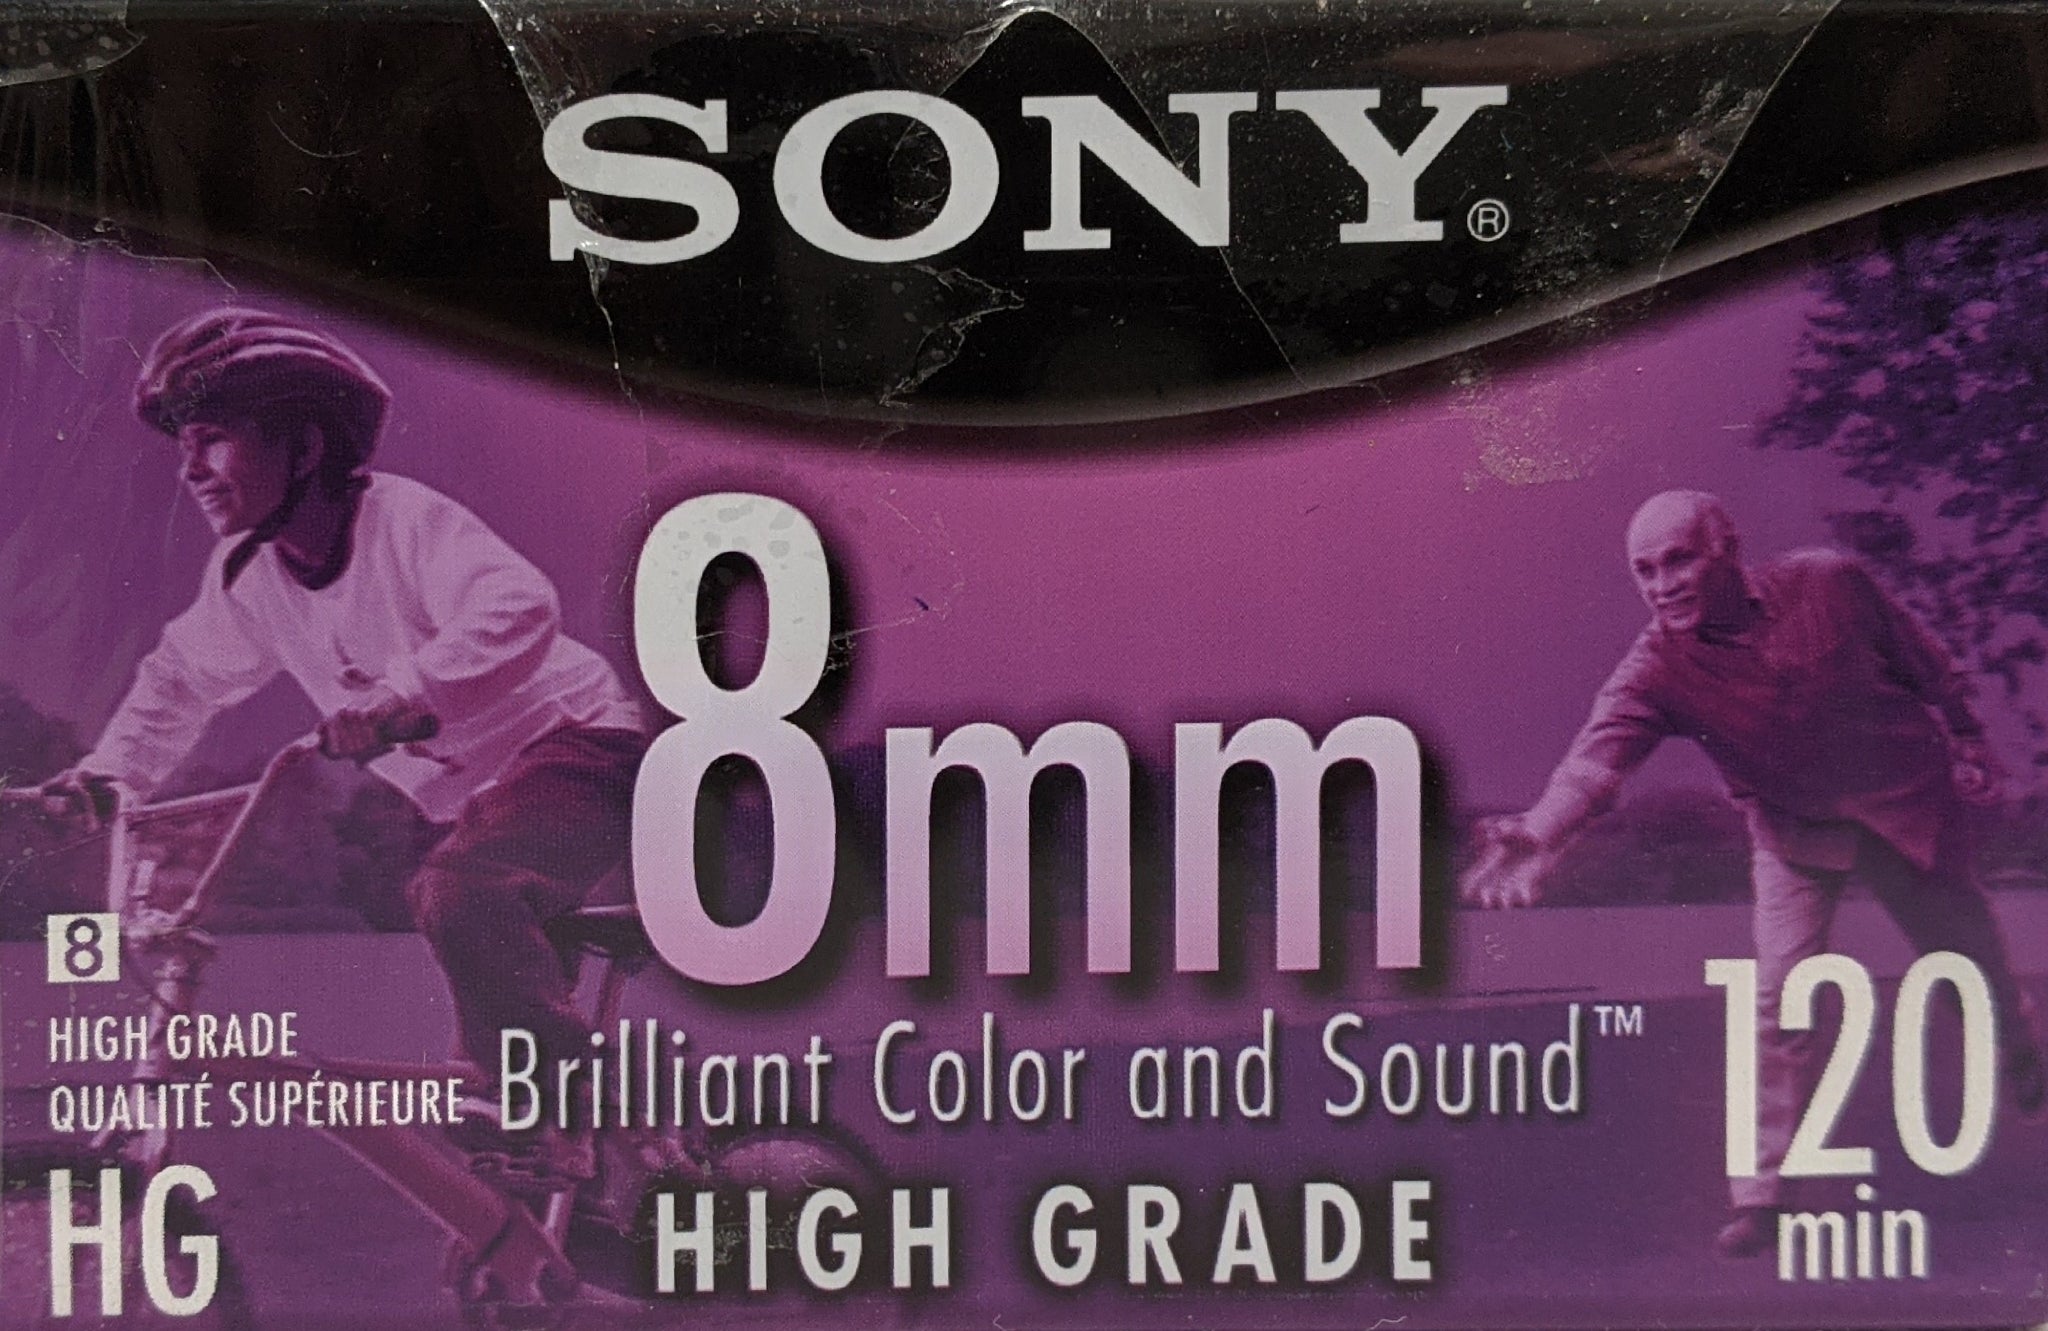 SONY®
8mm
8
HIGH GRADE
QUALITÉ SUPÉRIEURE
HG
Brilliant Color and Sound™
HIGH GRADE
120
min